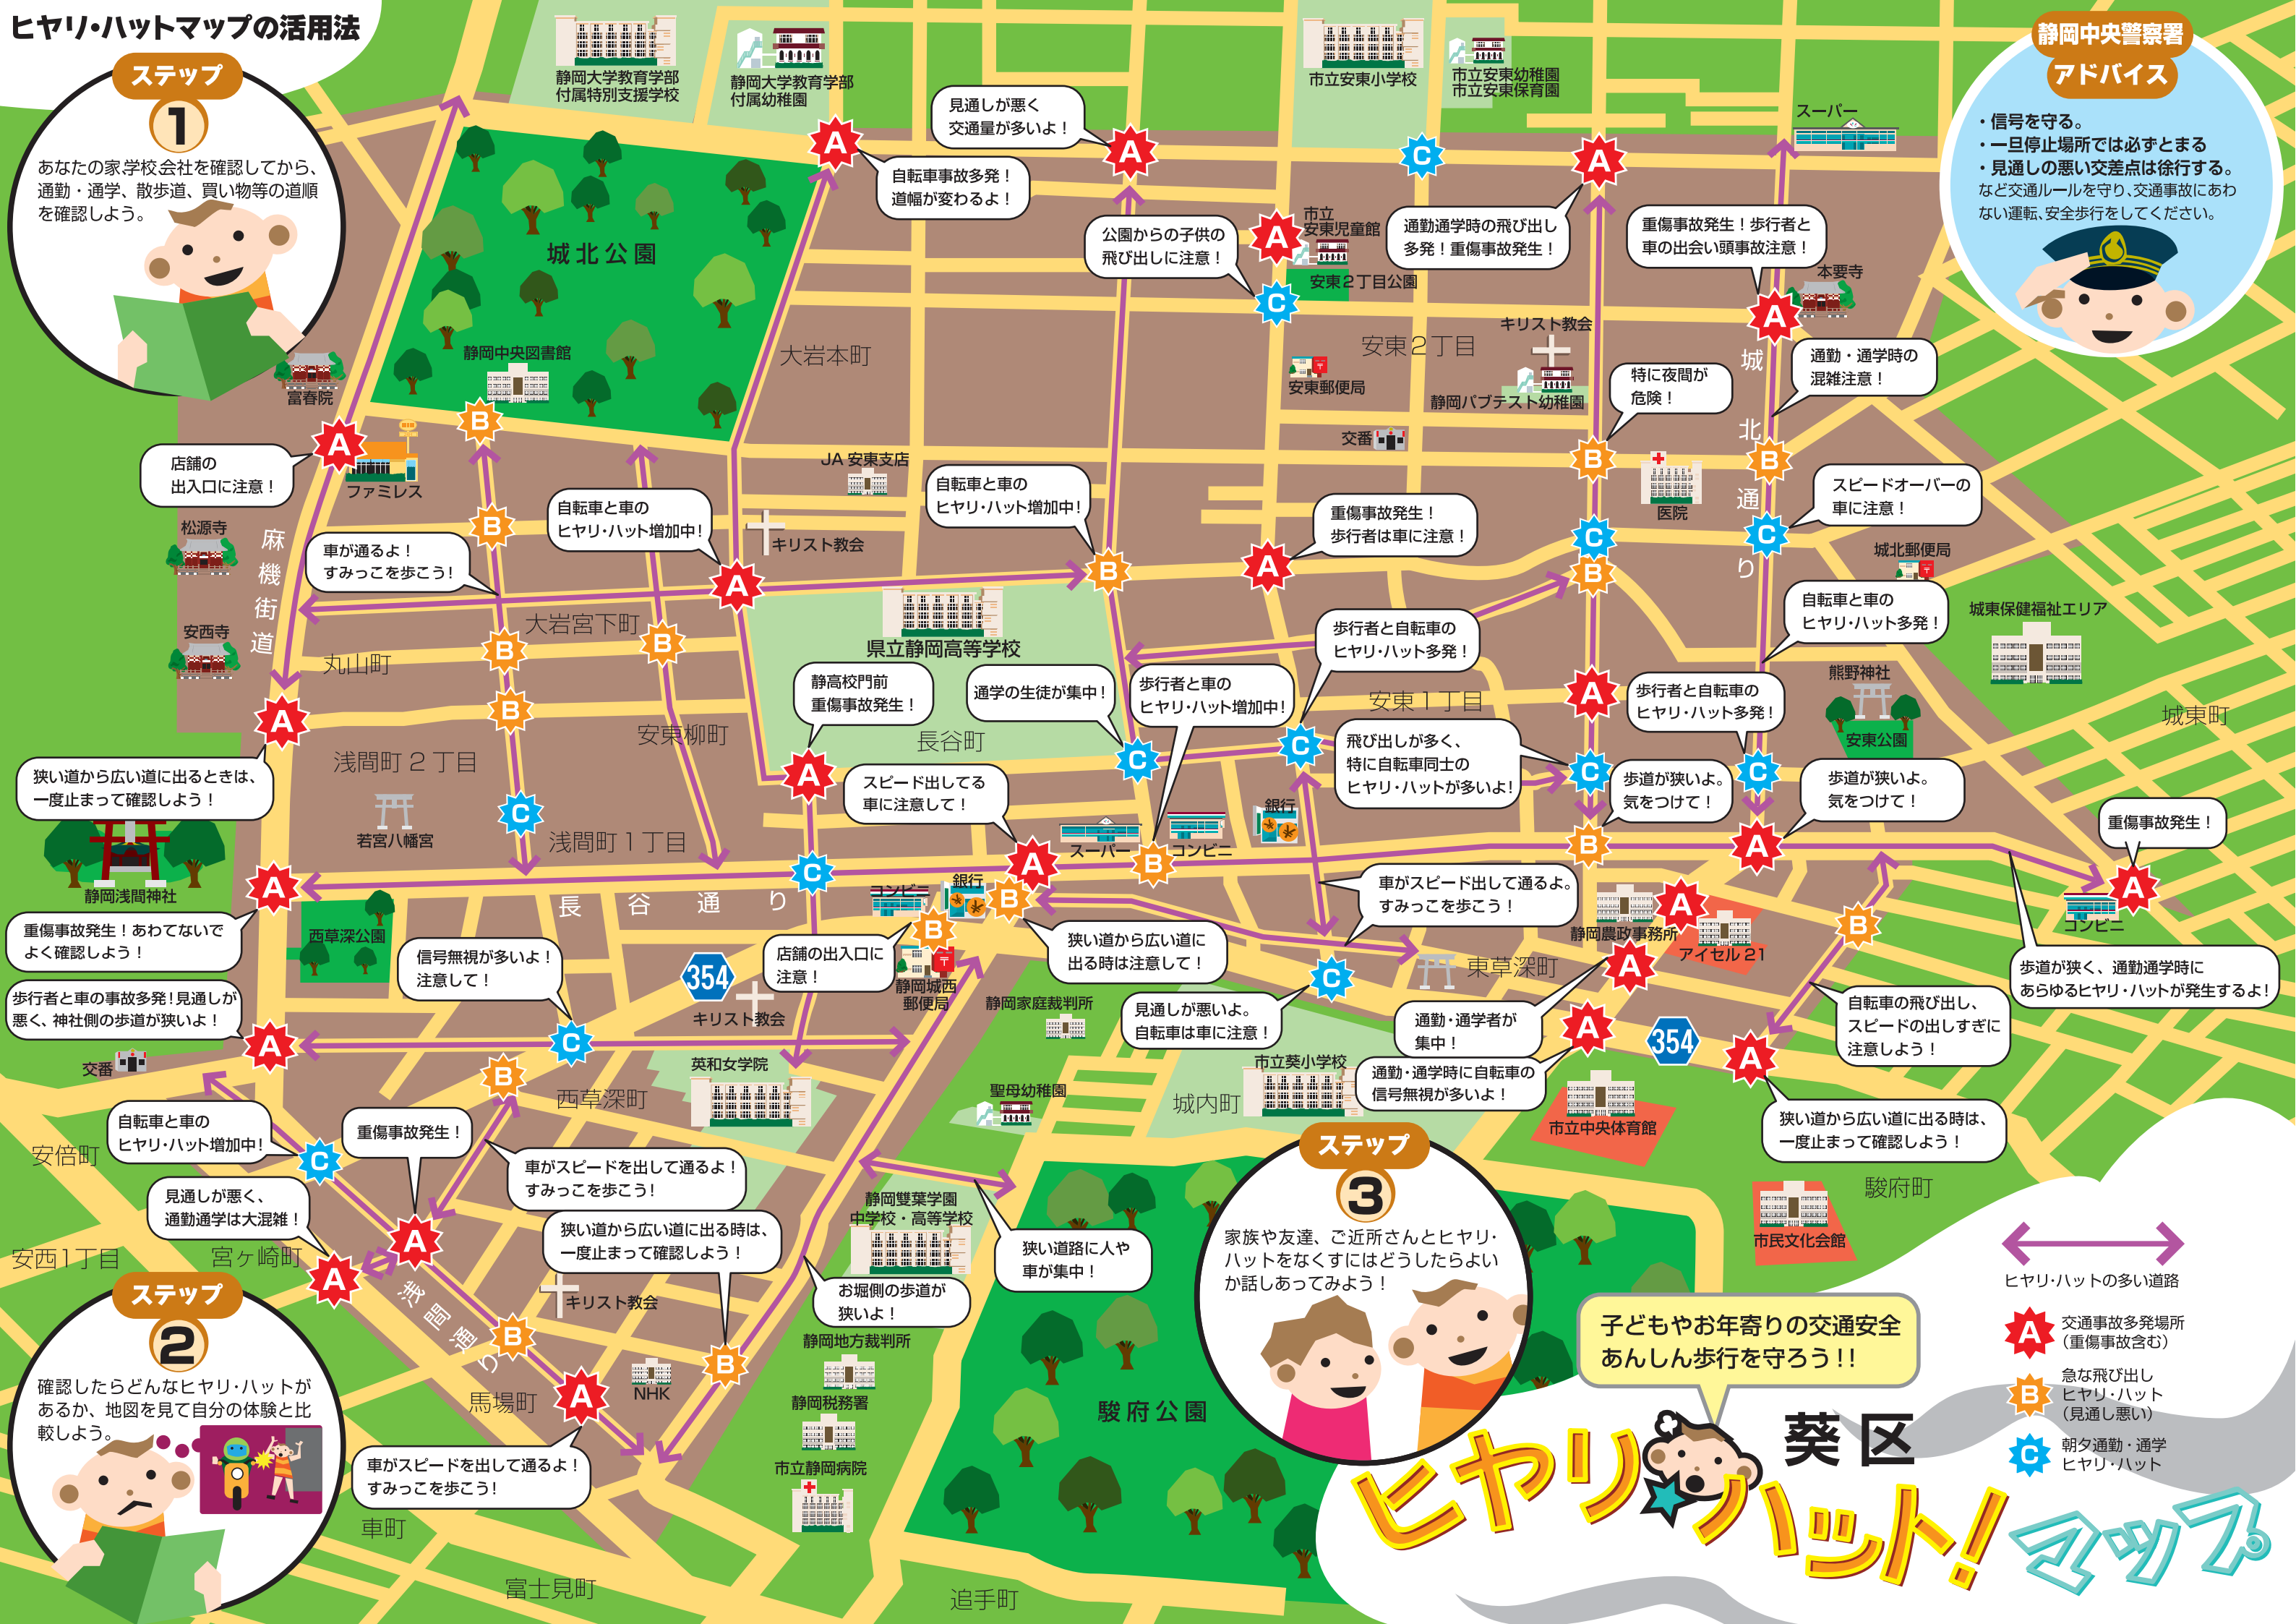 ヒヤリ・ハットマップの活用法
ステップ
1
あなたの家、学校、会社を確認してから、
通勤・通学、散歩道、買い物等の道順
を確認しよう。
静岡中央警察署
アドバイス
・信号を守る。
・一旦停止場所では必ずとまる
・見通しの悪い交差点は徐行する。
など交通ルールを守り、交通事故にあわ
ない運転、安全歩行をしてください。
静岡大学教育学部
付属特別支援学校
静岡大学教育学部
付属幼稚園
市立安東小学校
市立安東幼稚園
市立安東保育園
スーパー
見通しが悪く
交通量が多いよ！
A
A
C
A
自転車事故多発！
道幅が変わるよ！
城北公園
公園からの子供の
飛び出しに注意！
A
市立
安東児童館
安東２丁目公園
C
通勤通学時の飛び出し
多発！重傷事故発生！
重傷事故発生！歩行者と
車の出会い頭事故注意！
本要寺
A
富春院
静岡中央図書館
大岩本町
安東２丁目
キリスト教会
安東郵便局
静岡バプテスト幼稚園
城北通り
通勤・通学時の
混雑注意！
特に夜間が
危険！
店舗の
出入口に注意！
A
B
ファミレス
JA 安東支店
交番
B
医院
B
スピードオーバーの
車に注意！
松源寺
麻機街道
B
自転車と車の
ヒヤリ・ハット増加中！
キリスト教会
自転車と車の
ヒヤリ・ハット増加中！
重傷事故発生！
歩行者は車に注意！
C
C
城北郵便局
車が通るよ！
すみっこを歩こう！
A
B
A
B
安西寺
大岩宮下町
丸山町
B
B
県立静岡高等学校
歩行者と自転車の
ヒヤリ・ハット多発！
自転車と車の
ヒヤリ・ハット多発！
城東保健福祉エリア
熊野神社
安東公園
城東町
静高校門前
重傷事故発生！
通学の生徒が集中！
歩行者と車の
ヒヤリ・ハット増加中！
安東１丁目
A
歩行者と自転車の
ヒヤリ・ハット多発！
A
B
浅間町２丁目
安東柳町
長谷町
C
C
飛び出しが多く、
特に自転車同士の
ヒヤリ・ハットが多いよ！
C
C
狭い道から広い道に出るときは、
一度止まって確認しよう！
若宮八幡宮
C
浅間町１丁目
A
スピード出してる
車に注意して！
スーパー
コンビニ
銀行
歩道が狭いよ。
気をつけて！
歩道が狭いよ。
気をつけて！
重傷事故発生！
静岡浅間神社
A
C
A
B
B
A
A
コンビニ
長谷通り
コンビニ
銀行
B
B
車がスピード出して通るよ。
すみっこを歩こう！
静岡農政事務所
A
アイセル 21
B
重傷事故発生！あわてないで
よく確認しよう！
西草深公園
信号無視が多いよ！
注意して！
354
キリスト教会
店舗の出入口に
注意！
静岡城西
郵便局
狭い道から広い道に
出る時は注意して！
静岡家庭裁判所
見通しが悪いよ。
自転車は車に注意！
C
東草深町
A
歩道が狭く、通勤通学時に
あらゆるヒヤリ・ハットが発生するよ！
歩行者と車の事故多発！見通しが
悪く、神社側の歩道が狭いよ！
交番
A
C
通勤・通学者が
集中！
A
354
A
自転車の飛び出し、
スピードの出しすぎに
注意しよう！
B
西草深町
英和女学院
聖母幼稚園
市立葵小学校
城内町
通勤・通学時に自転車の
信号無視が多いよ！
市立中央体育館
狭い道から広い道に出る時は、
一度止まって確認しよう！
安倍町
自転車と車の
ヒヤリ・ハット増加中！
C
重傷事故発生！
車がスピードを出して通るよ！
すみっこを歩こう！
見通しが悪く、
通勤通学は大混雑！
A
A
宮ヶ崎町
安西1丁目
狭い道から広い道に出る時は、
一度止まって確認しよう！
静岡雙葉学園
中学校・高等学校
狭い道路に人や
車が集中！
お堀側の歩道が
狭いよ！
駿府町
市民文化会館
浅間通り
キリスト教会
B
B
静岡地方裁判所
静岡税務署
市立静岡病院
NHK
馬場町
A
車がスピードを出して通るよ！
すみっこを歩こう！
車町
富士見町
追手町
駿府公園
ステップ
2
確認したらどんなヒヤリ・ハットが
あるか、地図を見て自分の体験と比
較しよう。
ステップ
3
家族や友達、ご近所さんとヒヤリ・
ハットをなくすにはどうしたらよい
か話しあってみよう！
ヒヤリ・ハットの多い道路
A
交通事故多発場所
（重傷事故含む）
B
急な飛び出し
ヒヤリ・ハット
（見通し悪い）
C
朝夕通勤・通学
ヒヤリ・ハット
子どもやお年寄りの交通安全
あんしん歩行を守ろう！！
葵区
ヒヤリハット！マップ